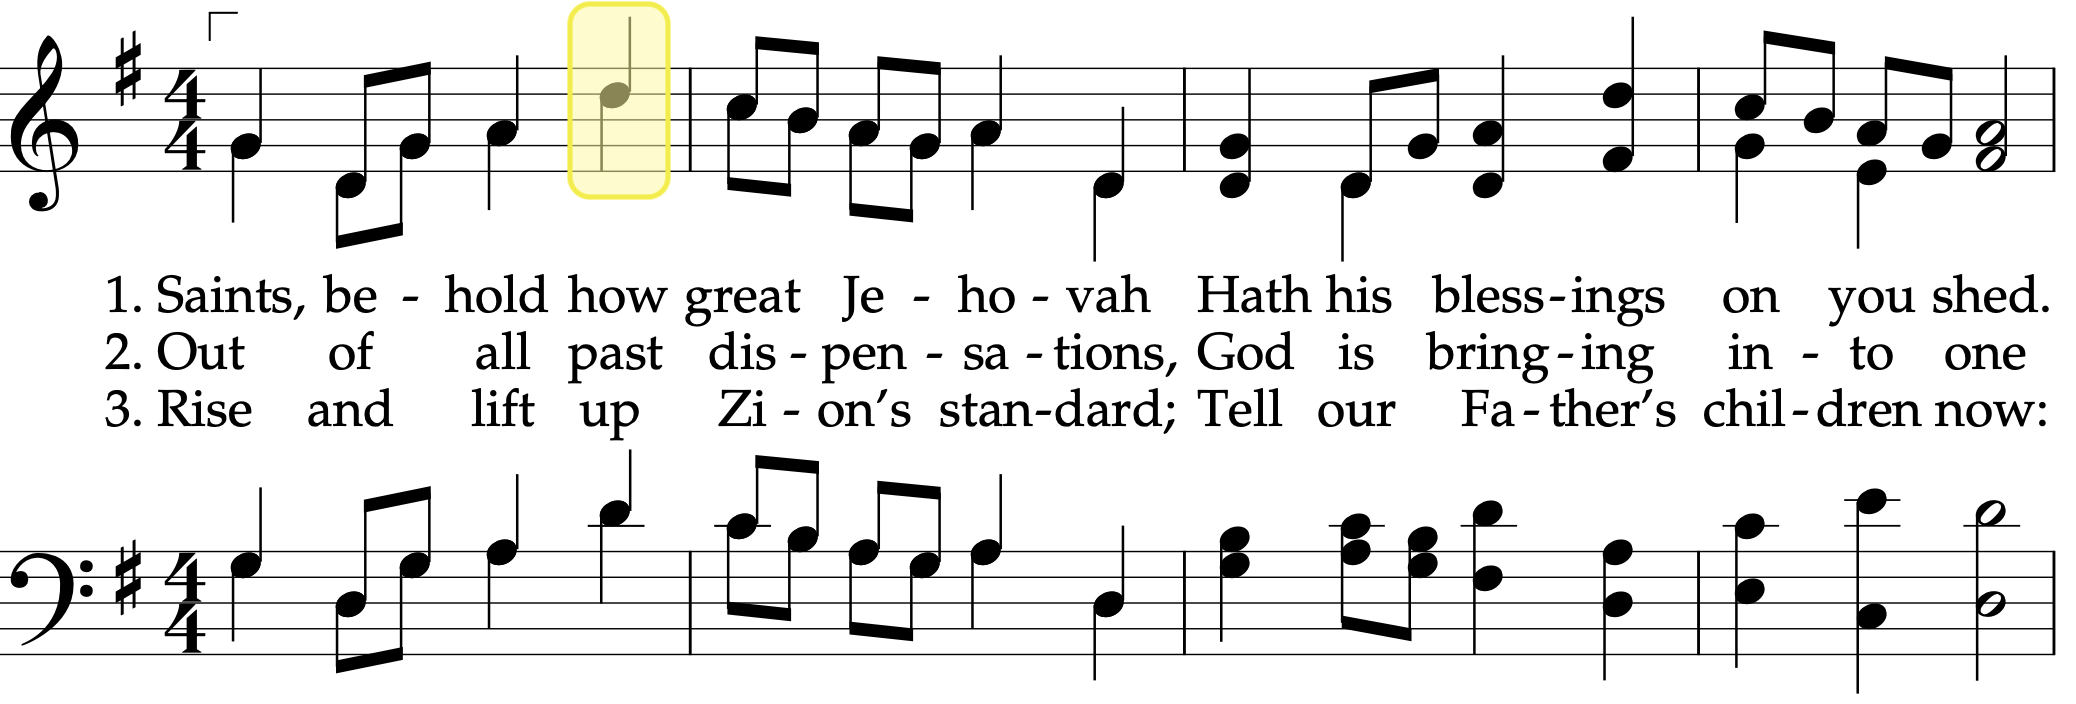 4 4
1. Saints, be - hold how great Je - ho - vah Hath his bless - ings on you shed.
2. Out of all past dis - pen - sa - tions, God is bring - ing in - to one
3. Rise and lift up Zi - on’s stan - dard; Tell our Fa - ther’s chil - dren now:
4 4